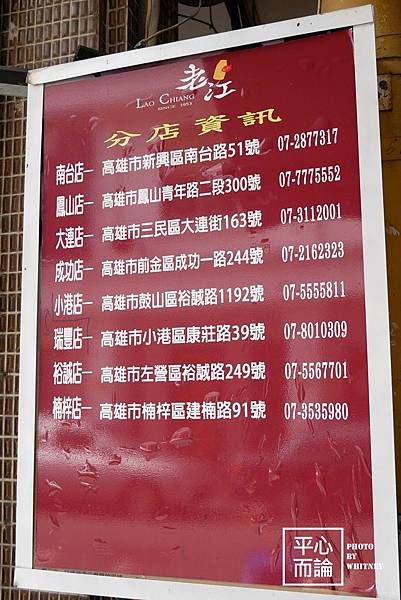 老江
LAO CHIANG
SINCE 1953
分店資訊
南台店— 高雄市新興區南台路51號 07-2877317
鳳山店— 高雄市鳳山青年路二段300號 07-7775552
大連店— 高雄市三民區大連街163號 07-3112001
成功店— 高雄市前金區成功一路244號 07-2162323
小港店— 高雄市鼓山區裕誠路1192號 07-5555811
瑞豐店— 高雄市小港區康莊路39號 07-8010309
裕誠店— 高雄市左營區裕誠路249號 07-5567701
楠梓店— 高雄市楠梓區建楠路91號 07-3535980
平心而論
PHOTO BY WHITNEY